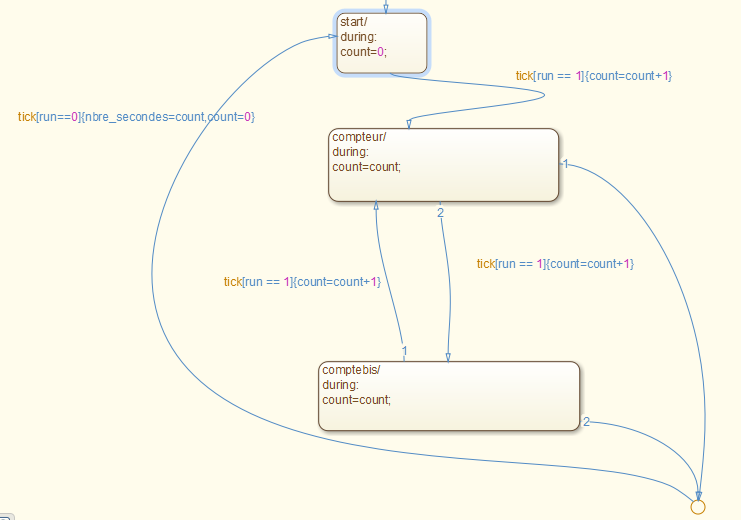 start/
during:
count=0;
tick[run == 1]{count=count+1}
tick[run==0]{nbre_secondes=count,count=0}
compteur/
during:
count=count;
1
2
tick[run == 1]{count=count+1}
tick[run == 1]{count=count+1}
1
comptebis/
during:
count=count;
2